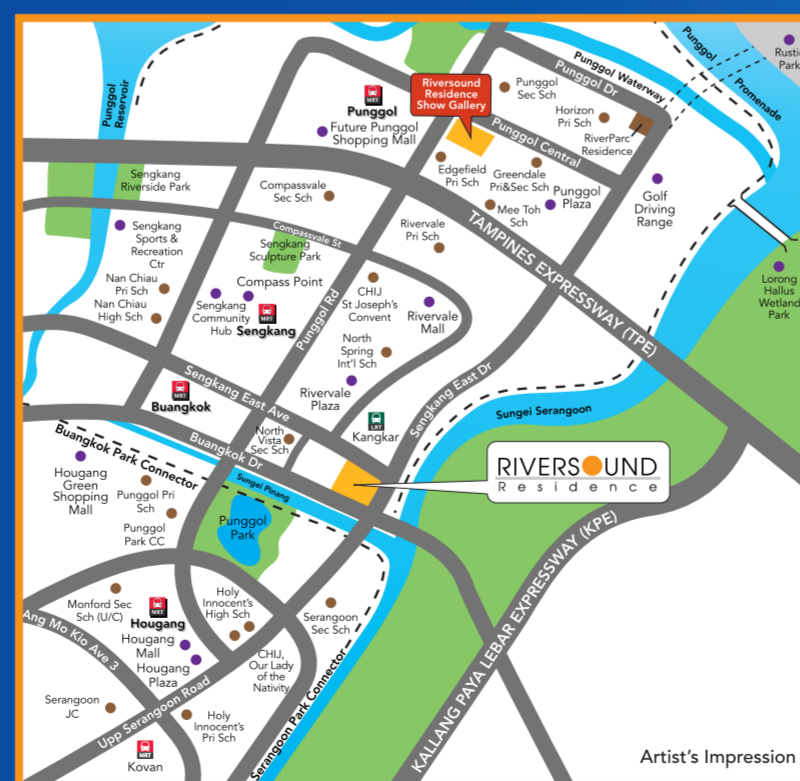 Punggol
Reservoir
MRT
Punggol
Future Punggol
Shopping Mall
Riversound
Residence
Show Gallery
Punggol
Sec Sch
Punggol Dr
Punggol Waterway
Punggol
Promenade
Rustic
Park
Horizon
Pri Sch
RiverParc
Residence
Punggol Central
Edgefield
Pri Sch
Greendale
Pri&Sec Sch
Mee Toh
Sch
Punggol
Plaza
Golf
Driving
Range
Lorong
Hallus
Wetland
Park
Sengkang
Riverside Park
Compassvale
Sec Sch
Compassvale St
Sengkang
Sculpture Park
Sengkang
Sports &
Recreation
Ctr
Nan Chiau
Pri Sch
Nan Chiau
High Sch
Compass Point
Sengkang
Community
Hub
MRT
Sengkang
Punggol Rd
Rivervale
Pri Sch
CHIJ
St Joseph's
Convent
Rivervale
Mall
North
Spring
Int'l Sch
Rivervale
Plaza
TAMPINES EXPRESSWAY (TPE)
Sengkang East Dr
Sungei Serangoon
MRT
Buangkok
Sengkang East Ave
Buangkok Dr
North
Vista
Sec Sch
LRT
Kangkar
RIVERSOUND
Residence
Buangkok Park Connector
Sungei Pinang
Hougang
Green
Shopping
Mall
Punggol Pri
Sch
Punggol
Park CC
Punggol
Park
KALLANG PAYA LEBAR EXPRESSWAY (KPE)
Monford Sec
Sch (U/C)
MRT
Hougang
Hougang
Mall
Hougang
Plaza
Holy
Innocent's
High Sch
Serangoon
Sec Sch
CHIJ,
Our Lady
of the
Nativity
Ang Mo Kio Ave 3
Upp Serangoon Road
Serangoon Park Connector
Serangoon
JC
Holy
Innocent's
Pri Sch
MRT
Kovan
Artist's Impression